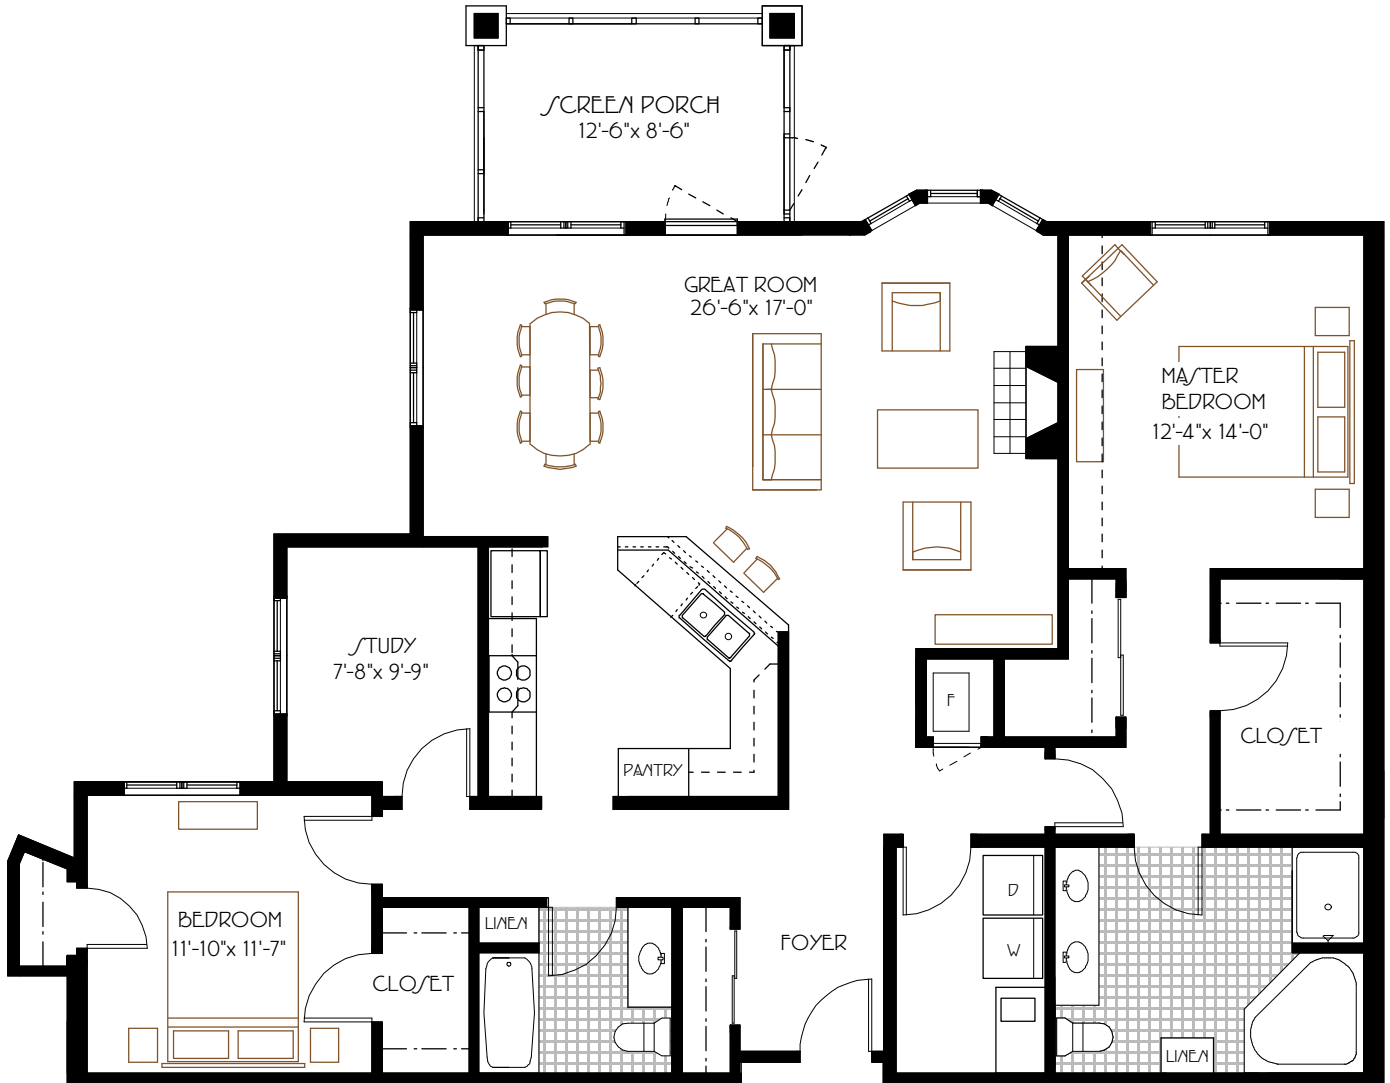 SCREEN PORCH
12'-6"x 8'-6"
GREAT ROOM
26'-6"x 17'-0"
MASTER
BEDROOM
12'-4"x 14'-0"
STUDY
7'-8"x 9'-9"
F
CLOSET
PANTRY
D
W
BEDROOM
11'-10"x 11'-7"
LINEN
FOYER
CLOSET
LINEN